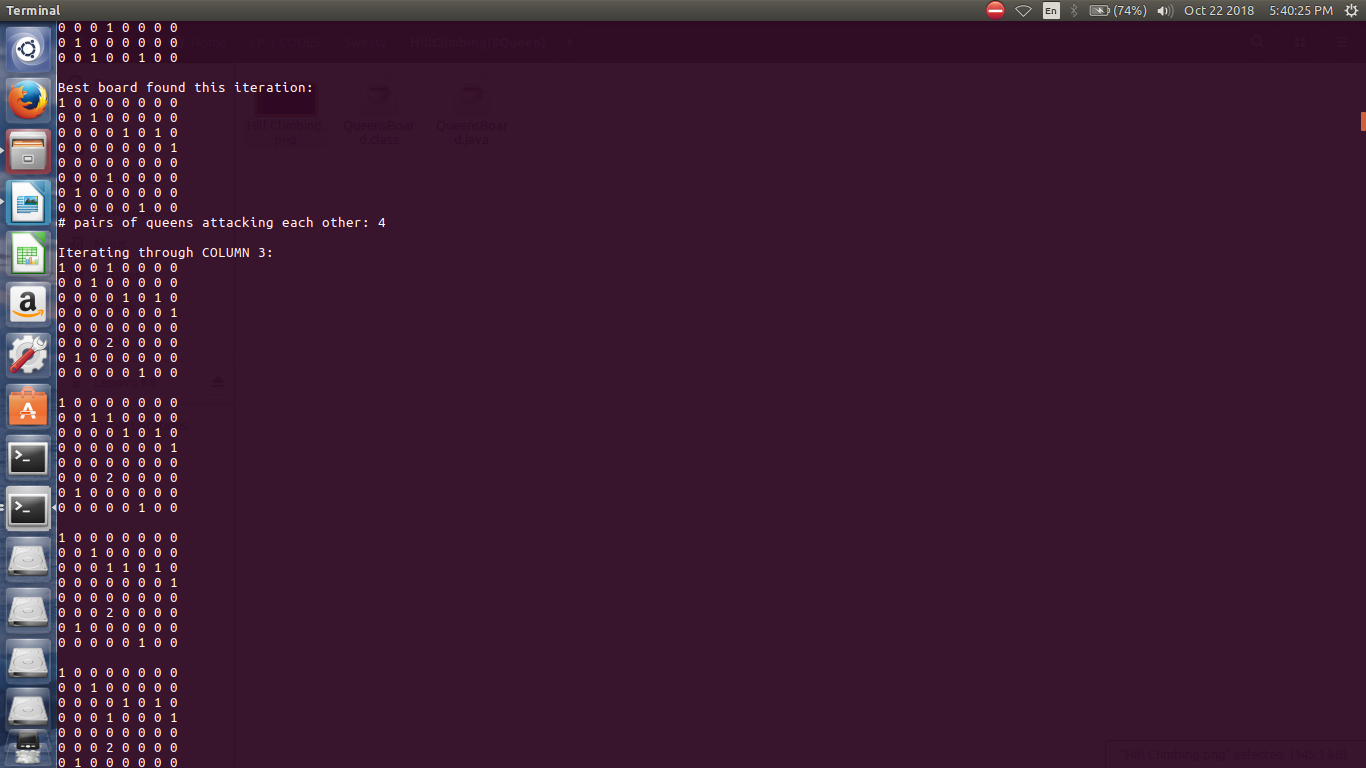 Terminal
En (74%) Oct 22 2018 5:40:25 PM
0 0 0 1 0 0 0 0
0 1 0 0 0 0 0 0
0 0 1 0 0 1 0 0
Best board found this iteration:
1 0 0 0 0 0 0 0
0 0 1 0 0 0 0 0
0 0 0 0 1 0 1 0
0 0 0 0 0 0 0 1
0 0 0 0 0 0 0 0
0 0 0 1 0 0 0 0
0 1 0 0 0 0 0 0
0 0 0 0 0 1 0 0
# pairs of queens attacking each other: 4
Iterating through COLUMN 3:
1 0 0 1 0 0 0 0
0 0 1 0 0 0 0 0
0 0 0 0 1 0 1 0
0 0 0 0 0 0 0 1
0 0 0 0 0 0 0 0
0 0 0 2 0 0 0 0
0 1 0 0 0 0 0 0
0 0 0 0 0 1 0 0
1 0 0 0 0 0 0 0
0 0 1 1 0 0 0 0
0 0 0 0 1 0 1 0
0 0 0 0 0 0 0 1
0 0 0 0 0 0 0 0
0 0 0 2 0 0 0 0
0 1 0 0 0 0 0 0
0 0 0 0 0 1 0 0
1 0 0 0 0 0 0 0
0 0 1 0 0 0 0 0
0 0 0 1 1 0 1 0
0 0 0 0 0 0 0 1
0 0 0 0 0 0 0 0
0 0 0 2 0 0 0 0
0 1 0 0 0 0 0 0
0 0 0 0 0 1 0 0
1 0 0 0 0 0 0 0
0 0 1 0 0 0 0 0
0 0 0 0 1 0 1 0
0 0 0 1 0 0 0 1
0 0 0 0 0 0 0 0
0 0 0 2 0 0 0 0
0 1 0 0 0 0 0 0
Hill Climbing.
png
QueensBoar
d.class
QueensBoar
d.java